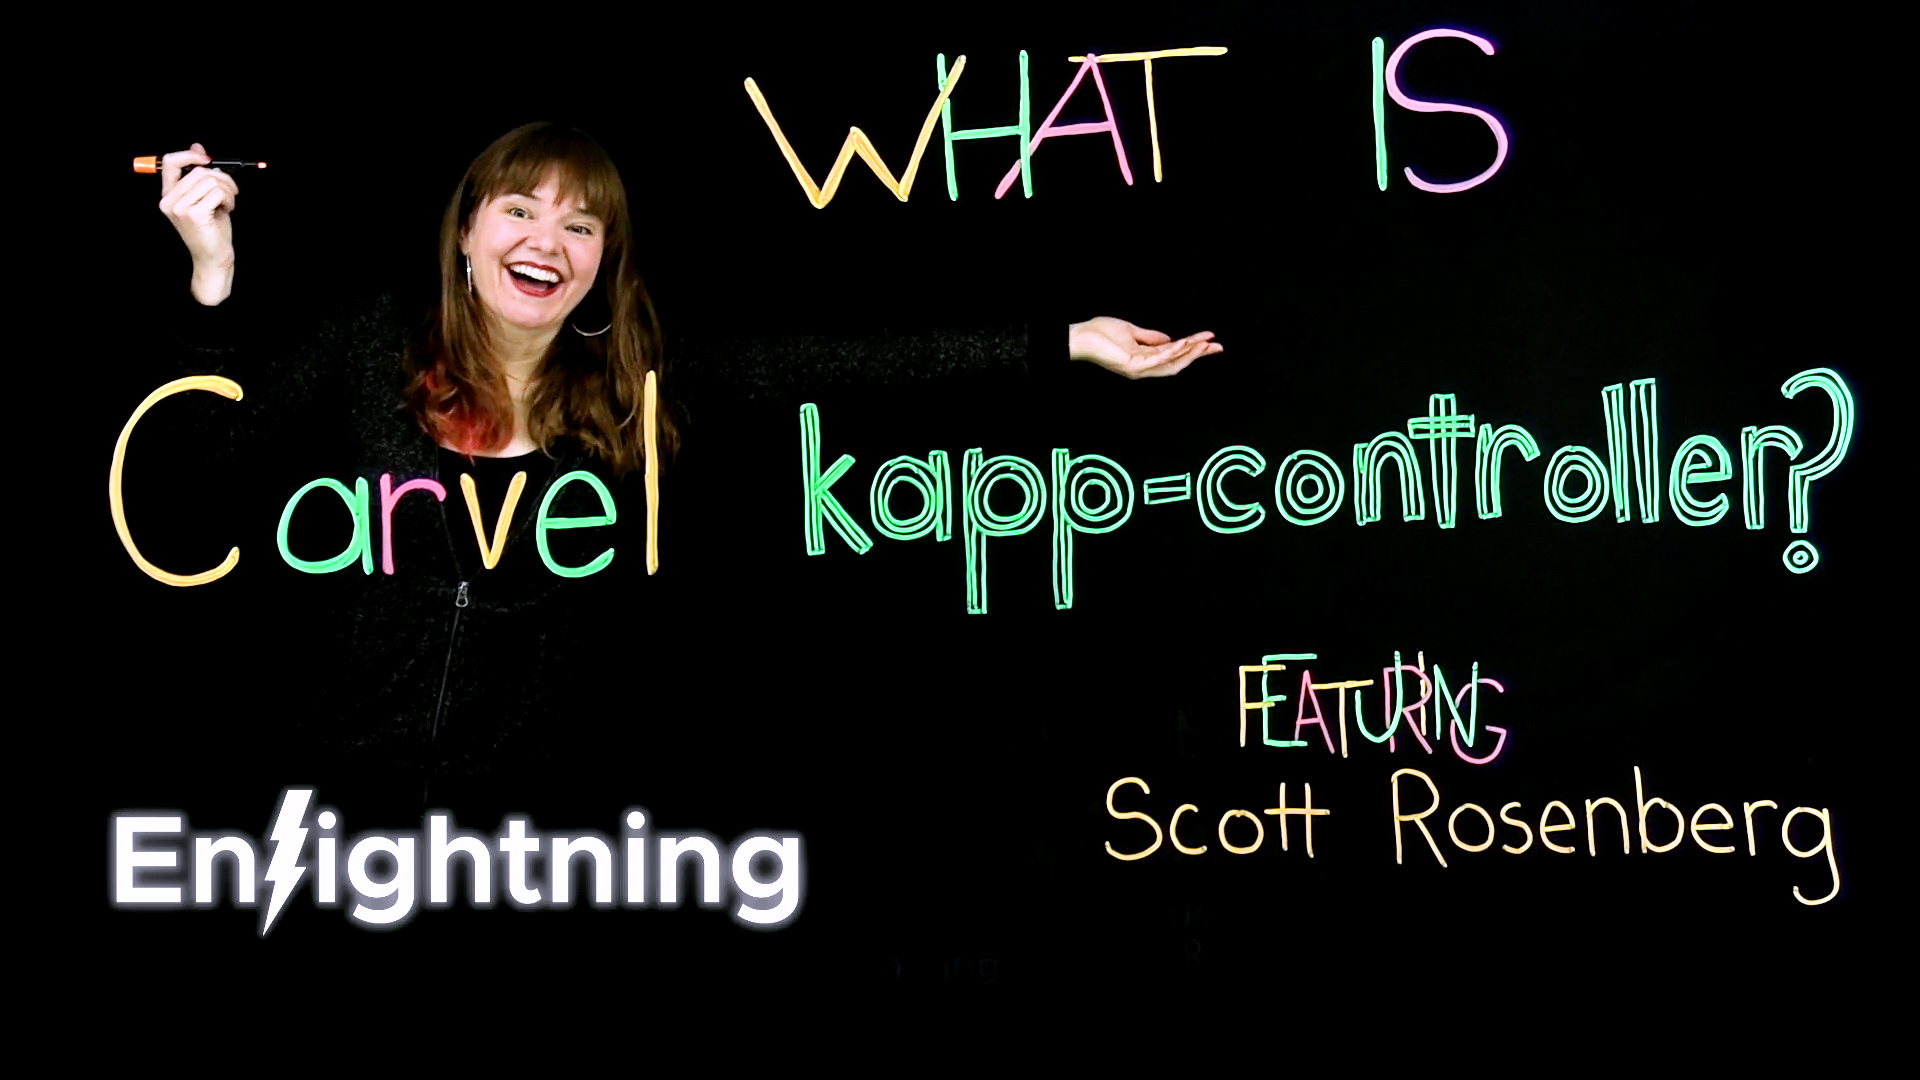 WHAT IS
Carvel kapp-controller?
FEATURING
Scott Rosenberg
Enlightning